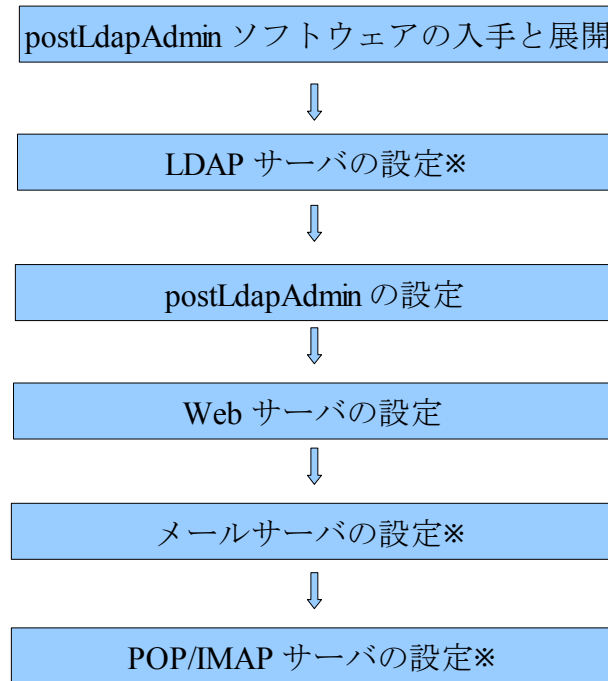 postLdapAdmin ソフトウェアの入手と展開
LDAP サーバの設定※
postLdapAdmin の設定
Web サーバの設定
メールサーバの設定※
POP/IMAP サーバの設定※